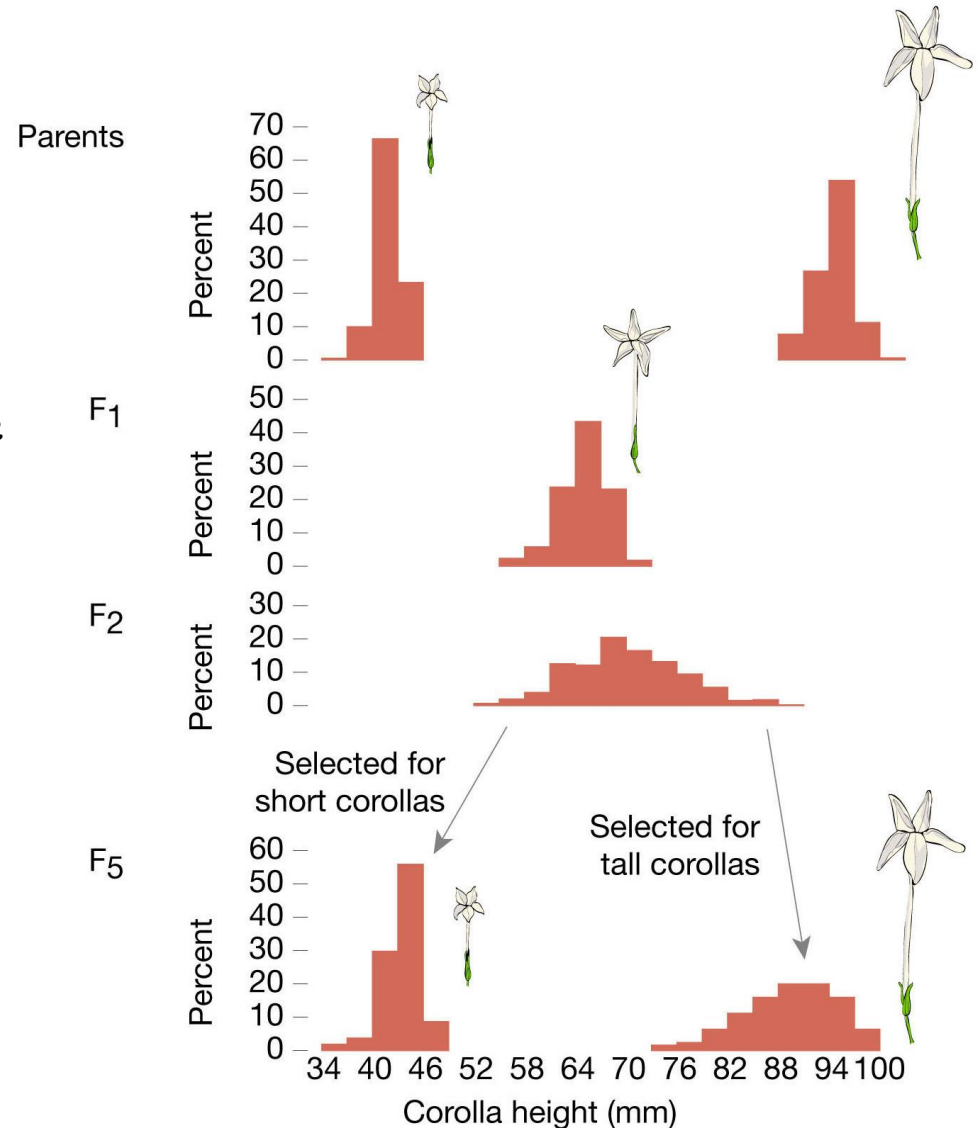 Parents
Percent
70
60
50
40
30
20
10
0
F1
Percent
50
40
30
20
10
0
F2
Percent
30
20
10
0
Selected for
short corollas
Selected for
tall corollas
F5
Percent
60
50
40
30
20
10
0
34 40 46 52 58 64 70 76 82 88 94 100
Corolla height (mm)